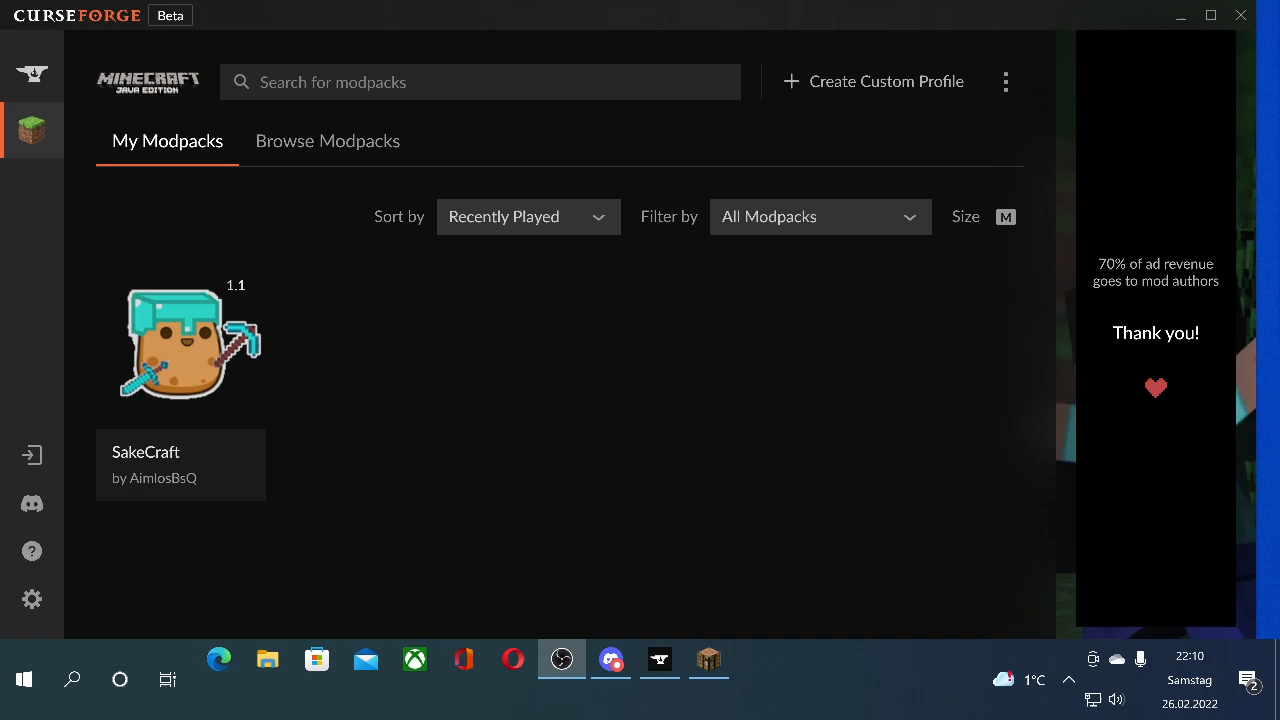 CURSEFORGE Beta
MINECRAFT
JAVA EDITION
Search for modpacks
Create Custom Profile
My Modpacks
Browse Modpacks
Sort by
Recently Played
Filter by
All Modpacks
Size
M
1.1
SakeCraft
by AimlosBsQ
70% of ad revenue
goes to mod authors
Thank you!
1°C
22:10
Samstag
26.02.2022
2